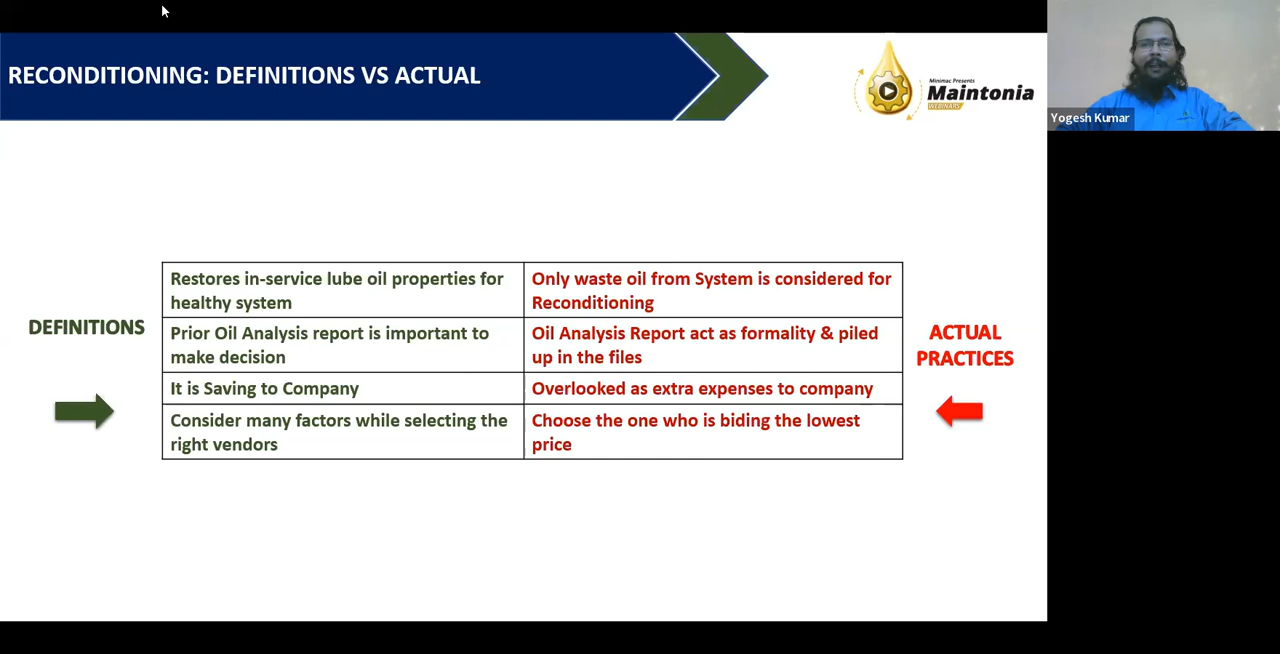 RECONDITIONING: DEFINITIONS VS ACTUAL
Minimac Presents
Maintonia
WEBINARS
Yogesh Kumar
DEFINITIONS
Restores in-service lube oil properties for
healthy system
Only waste oil from System is considered for
Reconditioning
Prior Oil Analysis report is important to
make decision
Oil Analysis Report act as formality & piled
up in the files
It is Saving to Company
Overlooked as extra expenses to company
Consider many factors while selecting the
right vendors
Choose the one who is biding the lowest
price
ACTUAL
PRACTICES